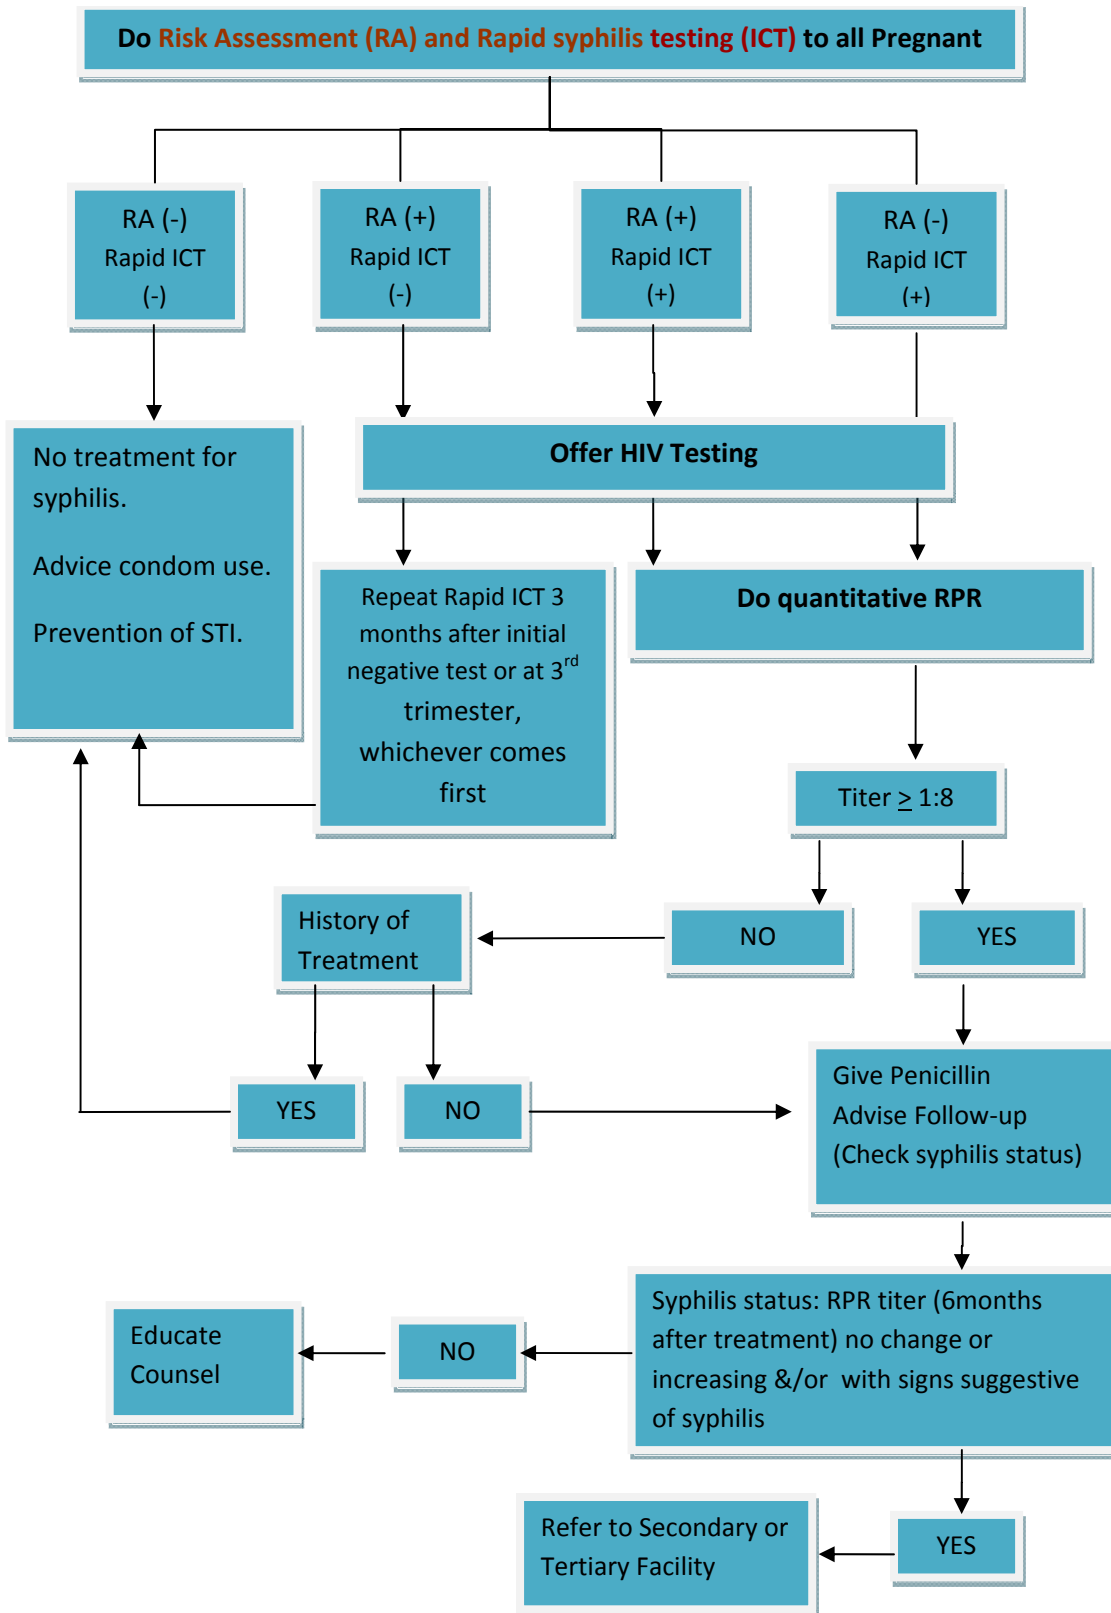 Do Risk Assessment (RA) and Rapid syphilis testing (ICT) to all Pregnant
RA (-)
Rapid ICT
(-)
RA (+)
Rapid ICT
(-)
RA (+)
Rapid ICT
(+)
RA (-)
Rapid ICT
(+)
No treatment for
syphilis.
Advice condom use.
Prevention of STI.
Offer HIV Testing
Repeat Rapid ICT 3
months after initial
negative test or at 3rd
trimester,
whichever comes
first
Do quantitative RPR
Titer ≥ 1:8
History of
Treatment
NO
YES
YES
NO
Give Penicillin
Advise Follow-up
(Check syphilis status)
Syphilis status: RPR titer (6months
after treatment) no change or
increasing &/or with signs suggestive
of syphilis
NO
Educate
Counsel
YES
Refer to Secondary or
Tertiary Facility